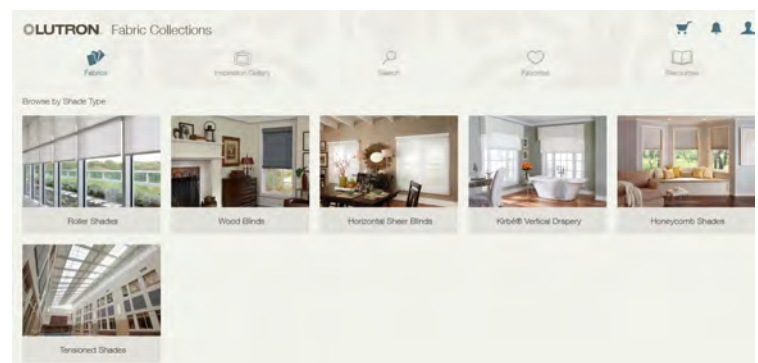 LUTRON Fabric Collections
Fabrics
Inspiration Gallery
Search
Favorites
Resources
Browse by Shade Type
Roller Shades
Wood Blinds
Horizontal Sheer Blinds
Kirbé® Vertical Drapery
Honeycomb Shades
Tensioned Shades